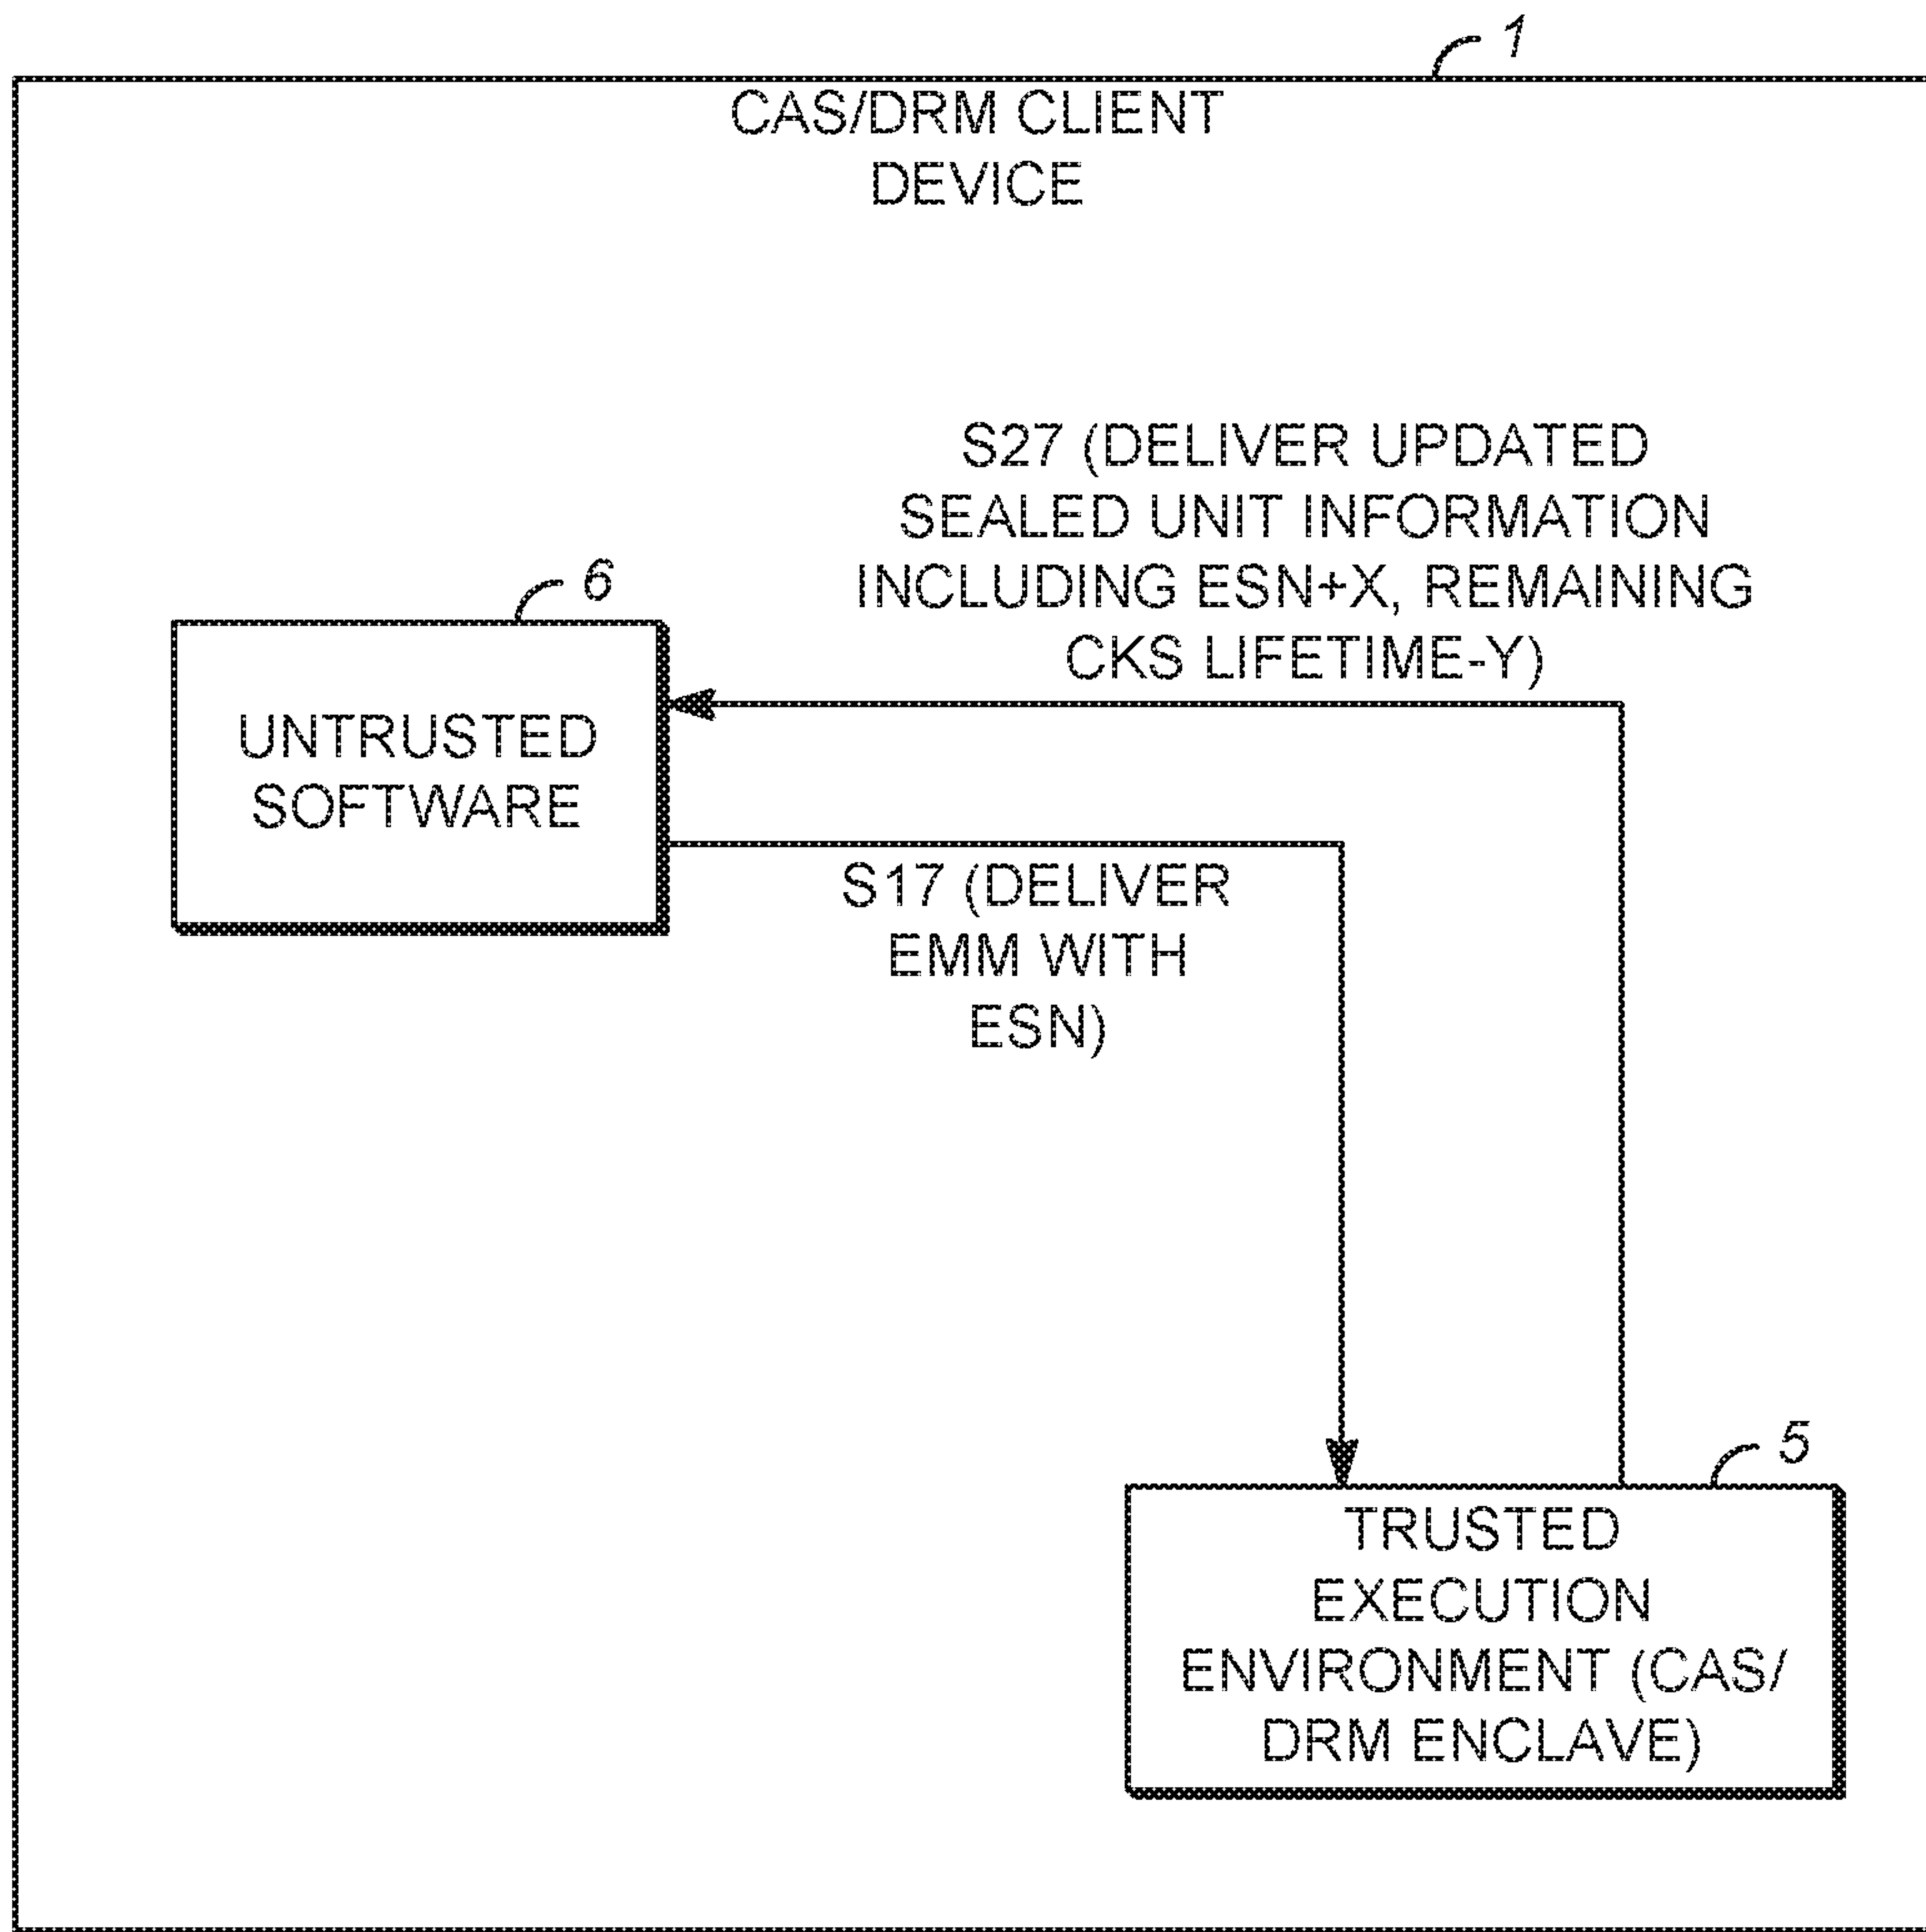 1
CAS/DRM CLIENT
DEVICE
S27 (DELIVER UPDATED
SEALED UNIT INFORMATION
INCLUDING ESN+X, REMAINING
CKS LIFETIME-Y)
6
UNTRUSTED
SOFTWARE
S17 (DELIVER
EMM WITH
ESN)
5
TRUSTED
EXECUTION
ENVIRONMENT (CAS/
DRM ENCLAVE)